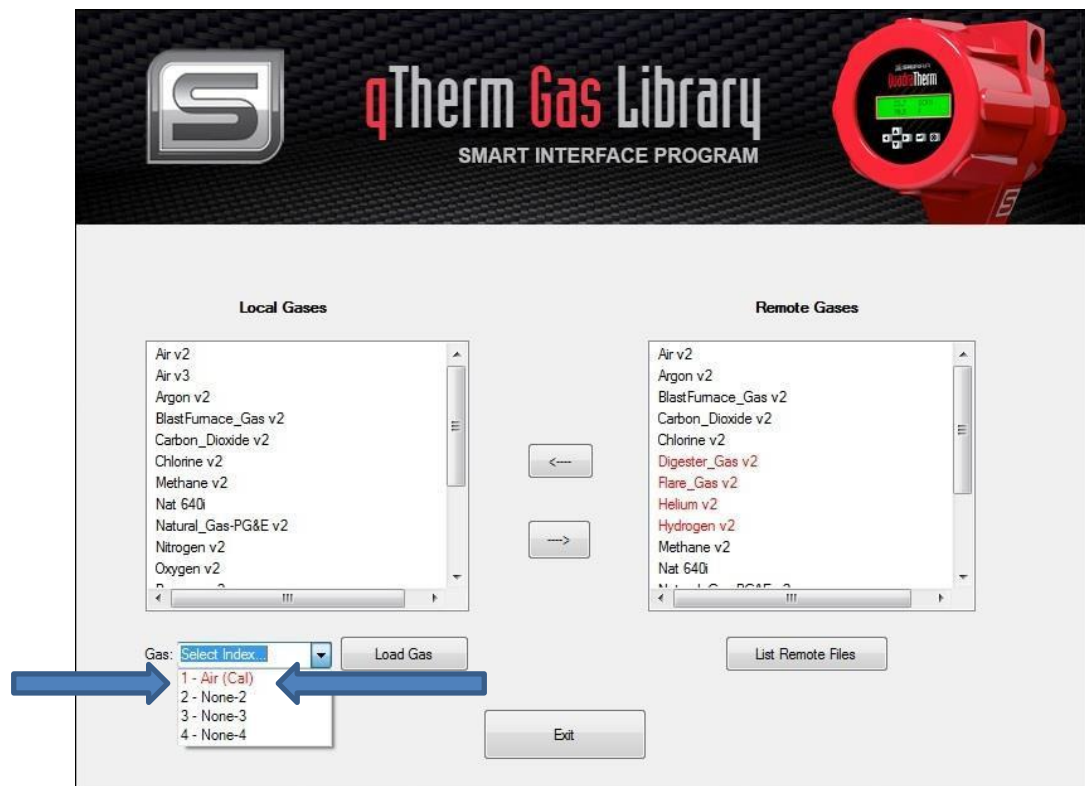 qTherm Gas Library
SMART INTERFACE PROGRAM
SIERRA
QuadraTherm
Local Gases
Air v2
Air v3
Argon v2
BlastFurnace_Gas v2
Carbon_Dioxide v2
Chlorine v2
Methane v2
Nat 640i
Natural_Gas-PG&E v2
Nitrogen v2
Oxygen v2
<----
---->
Remote Gases
Air v2
Argon v2
BlastFurnace_Gas v2
Carbon_Dioxide v2
Chlorine v2
Digester_Gas v2
Flare_Gas v2
Helium v2
Hydrogen v2
Methane v2
Nat 640i
Gas: Select Index... Load Gas
1 - Air (Cal)
2 - None-2
3 - None-3
4 - None-4
List Remote Files
Exit